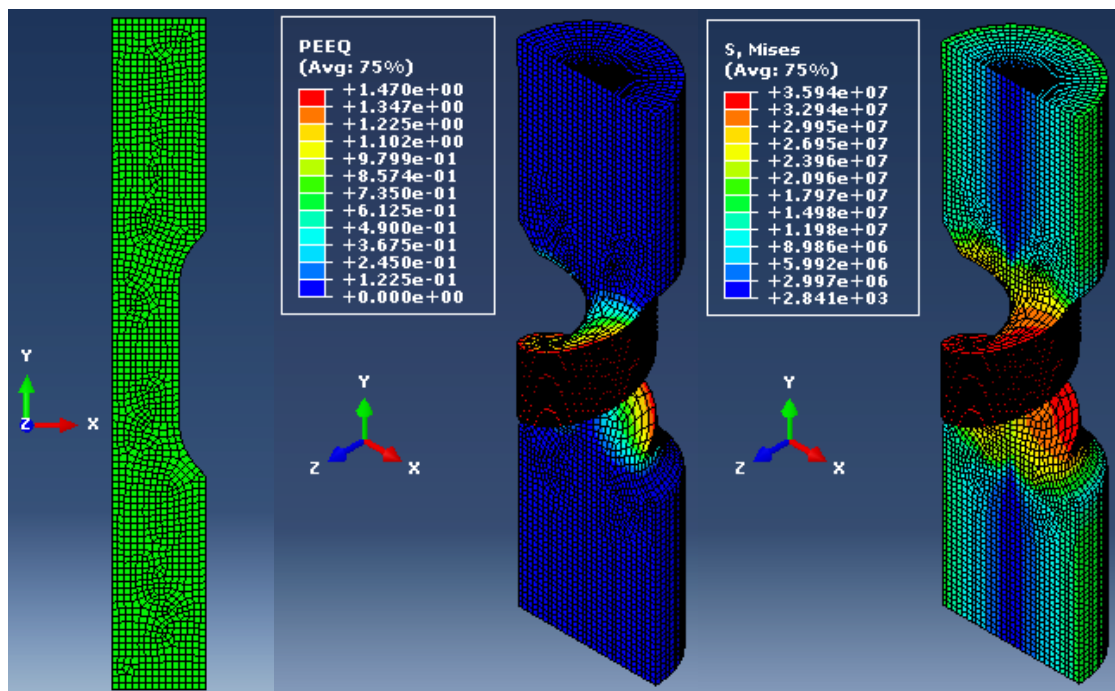 Y
Z
X
PEEQ
(Avg: 75%)
+1.470e+00
+1.347e+00
+1.225e+00
+1.102e+00
+9.799e-01
+8.574e-01
+7.350e-01
+6.125e-01
+4.900e-01
+3.675e-01
+2.450e-01
+1.225e-01
+0.000e+00
Y
Z
X
S, Mises
(Avg: 75%)
+3.594e+07
+3.294e+07
+2.995e+07
+2.695e+07
+2.396e+07
+2.096e+07
+1.797e+07
+1.498e+07
+1.198e+07
+8.986e+06
+5.992e+06
+2.997e+06
+2.841e+03
Y
Z
X